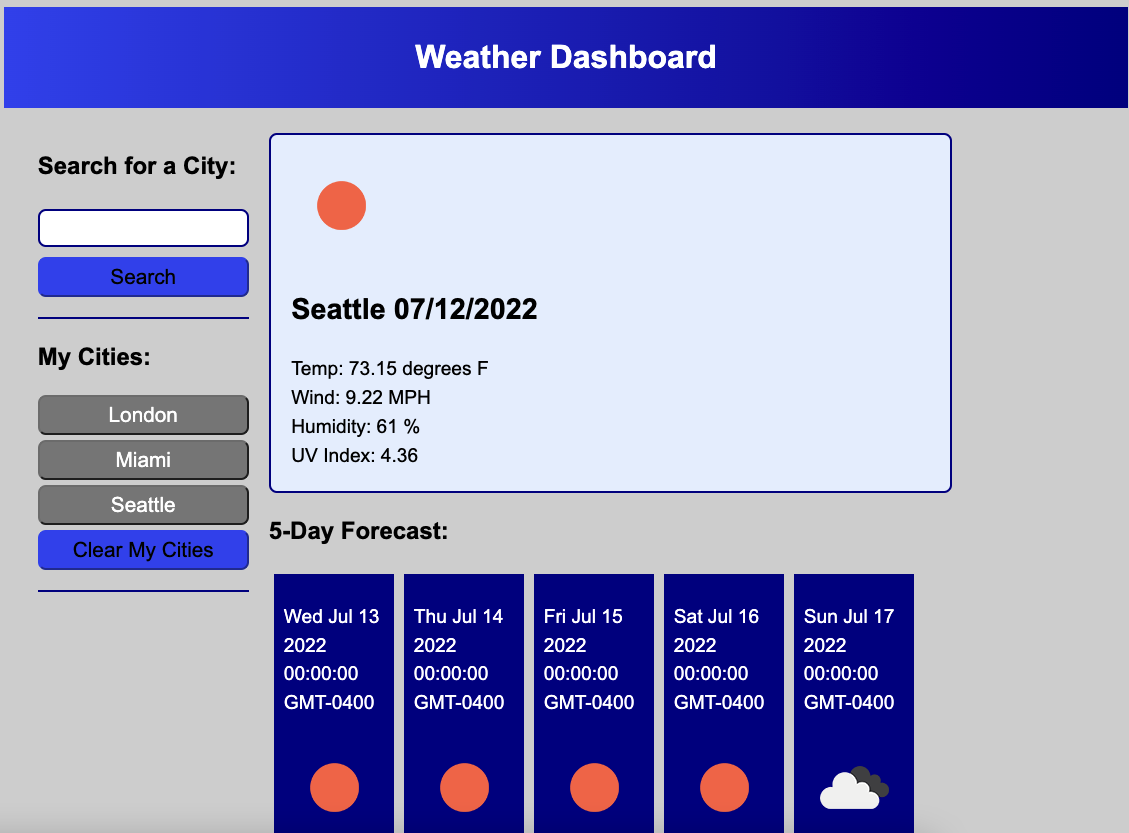 Weather Dashboard
Search for a City:
Search
My Cities:
London
Miami
Seattle
Clear My Cities
Seattle 07/12/2022
Temp: 73.15 degrees F
Wind: 9.22 MPH
Humidity: 61 %
UV Index: 4.36
5-Day Forecast:
Wed Jul 13
2022
00:00:00
GMT-0400
Thu Jul 14
2022
00:00:00
GMT-0400
Fri Jul 15
2022
00:00:00
GMT-0400
Sat Jul 16
2022
00:00:00
GMT-0400
Sun Jul 17
2022
00:00:00
GMT-0400